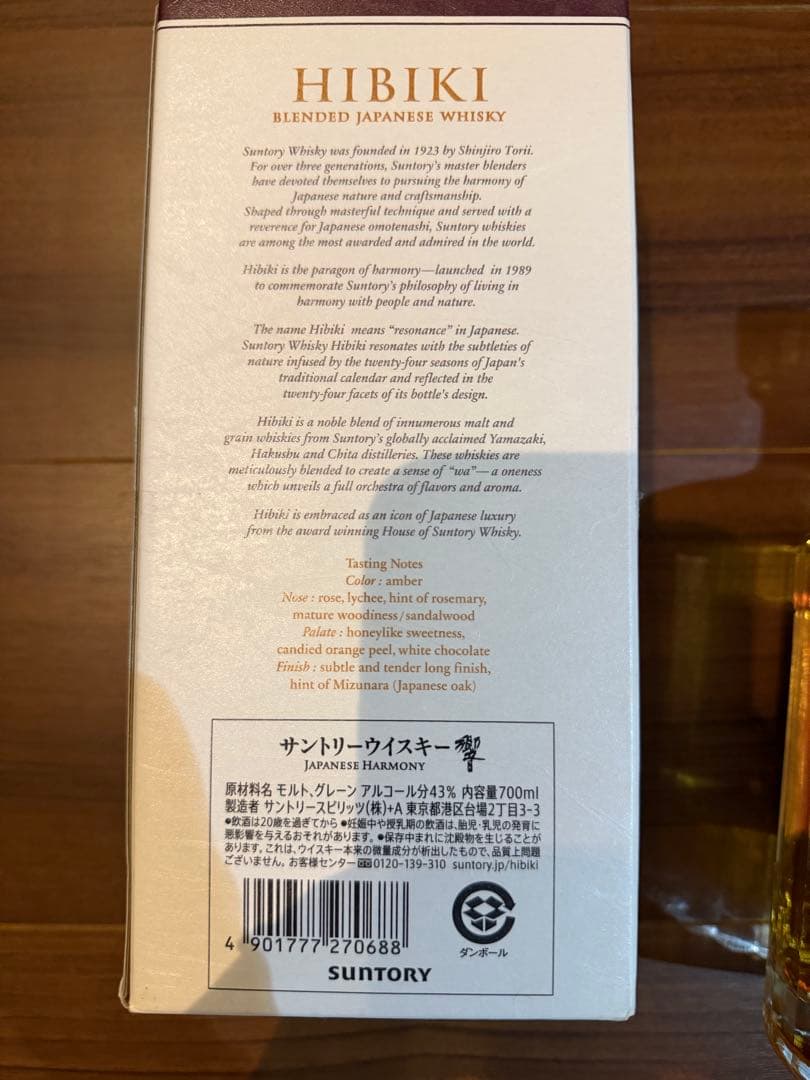 HIBIKI
BLENDED JAPANESE WHISKY
Suntory Whisky was founded in 1923 by Shinjiro Torii.
For over three generations, Suntory's master blenders
have devoted themselves to pursuing the harmony of
Japanese nature and craftsmanship.
Shaped through masterful technique and served with a
reverence for Japanese omotenashi, Suntory whiskies
are among the most awarded and admired in the world.
Hibiki is the paragon of harmony—launched in 1989
to commemorate Suntory's philosophy of living in
harmony with people and nature.
The name Hibiki means "resonance" in Japanese.
Suntory Whisky Hibiki resonates with the subtleties of
nature infused by the twenty-four seasons of Japan's
traditional calendar and reflected in the
twenty-four facets of its bottle's design.
Hibiki is a noble blend of innumerous malt and
grain whiskies from Suntory's globally acclaimed Yamazaki,
Hakushu and Chita distilleries. These whiskies are
meticulously blended to create a sense of "wa"—a oneness
which unveils a full orchestra of flavors and aroma.
Hibiki is embraced as an icon of Japanese luxury
from the award winning House of Suntory Whisky.
Tasting Notes
Color : amber
Nose : rose, lychee, hint of rosemary,
mature woodiness/sandalwood
Palate : honeylike sweetness,
candied orange peel, white chocolate
Finish : subtle and tender long finish,
hint of Mizunara (Japanese oak)
サントリーウイスキー 響
JAPANESE HARMONY
原材料名 モルト、グレーン アルコール分43% 内容量700ml
製造者 サントリースピリッツ(株)+A 東京都港区台場2丁目3-3
●飲酒は20歳を過ぎてから ●妊娠中や授乳期の飲酒は、胎児・乳児の発育に
悪影響を与えるおそれがあります。●保存中まれに沈殿物を生じることが
あります。これは、ウイスキー本来の微量成分が析出したもので、品質上問題
ございません。お客様センター 0120-139-310 suntory.jp/hibiki
4 901777 270688
ダンボール
SUNTORY